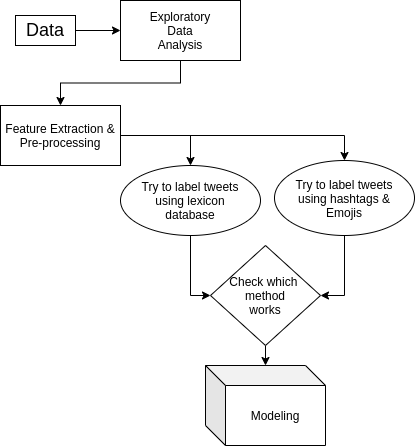 Data
Exploratory
Data
Analysis
Feature Extraction &
Pre-processing
Try to label tweets
using lexicon
database
Try to label tweets
using hashtags &
Emojis
Check which
method
works
Modeling